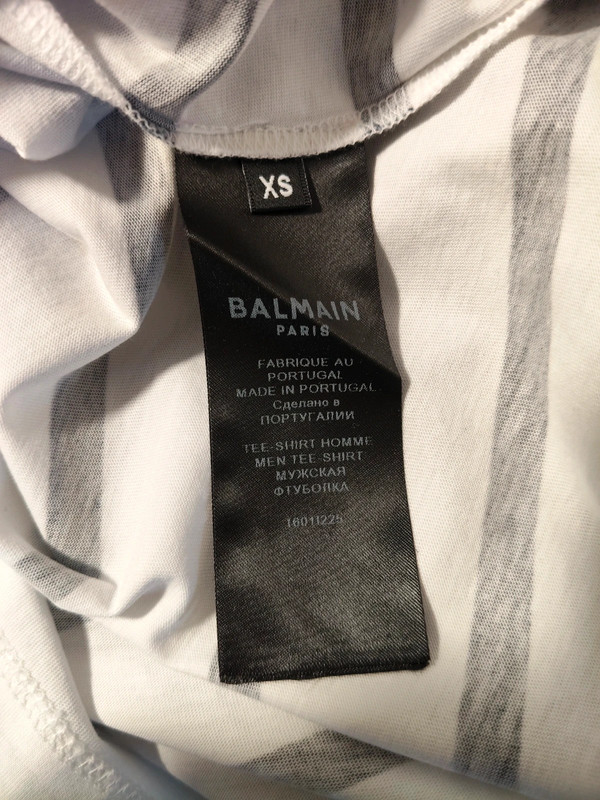 XS
BALMAIN
PARIS
FABRIQUE AU
PORTUGAL
MADE IN PORTUGAL
Сделано в
ПОРТУГАЛИИ
TEE-SHIRT HOMME
MEN TEE-SHIRT
МУЖСКАЯ
ФТУБОЛКА
16011225